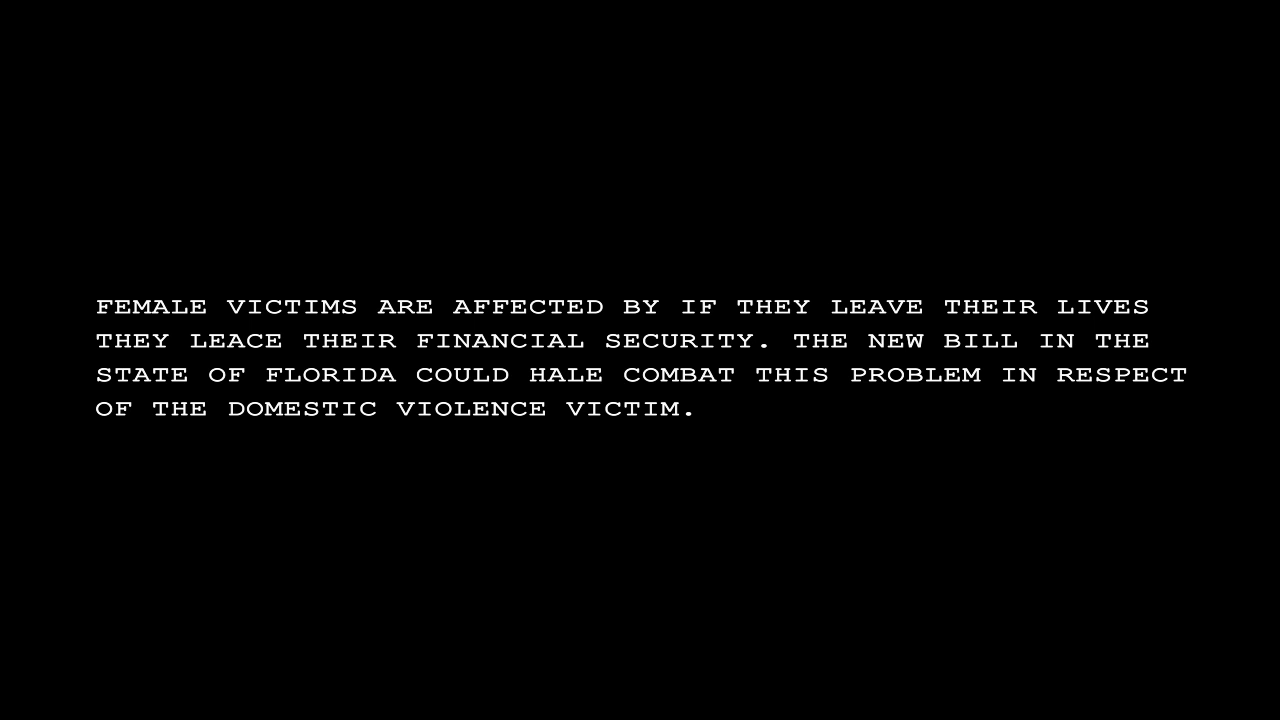 FEMALE VICTIMS ARE AFFECTED BY IF THEY LEAVE THEIR LIVES
THEY LEACE THEIR FINANCIAL SECURITY. THE NEW BILL IN THE
STATE OF FLORIDA COULD HALE COMBAT THIS PROBLEM IN RESPECT
OF THE DOMESTIC VIOLENCE VICTIM.